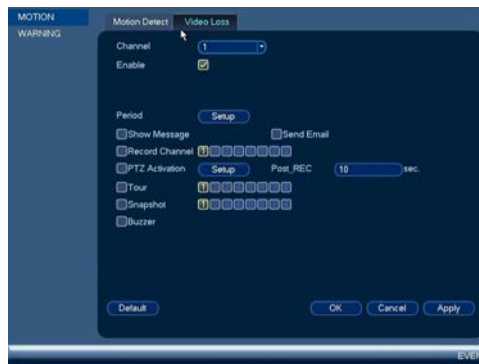 MOTION
WARNING
Motion Detect Video Loss
Channel 1
Enable
Period Setup
Show Message Send Email
Record Channel 1
PTZ Activation Setup Post_REC 10 sec.
Tour 1
Snapshot 1
Buzzer
Default OK Cancel Apply